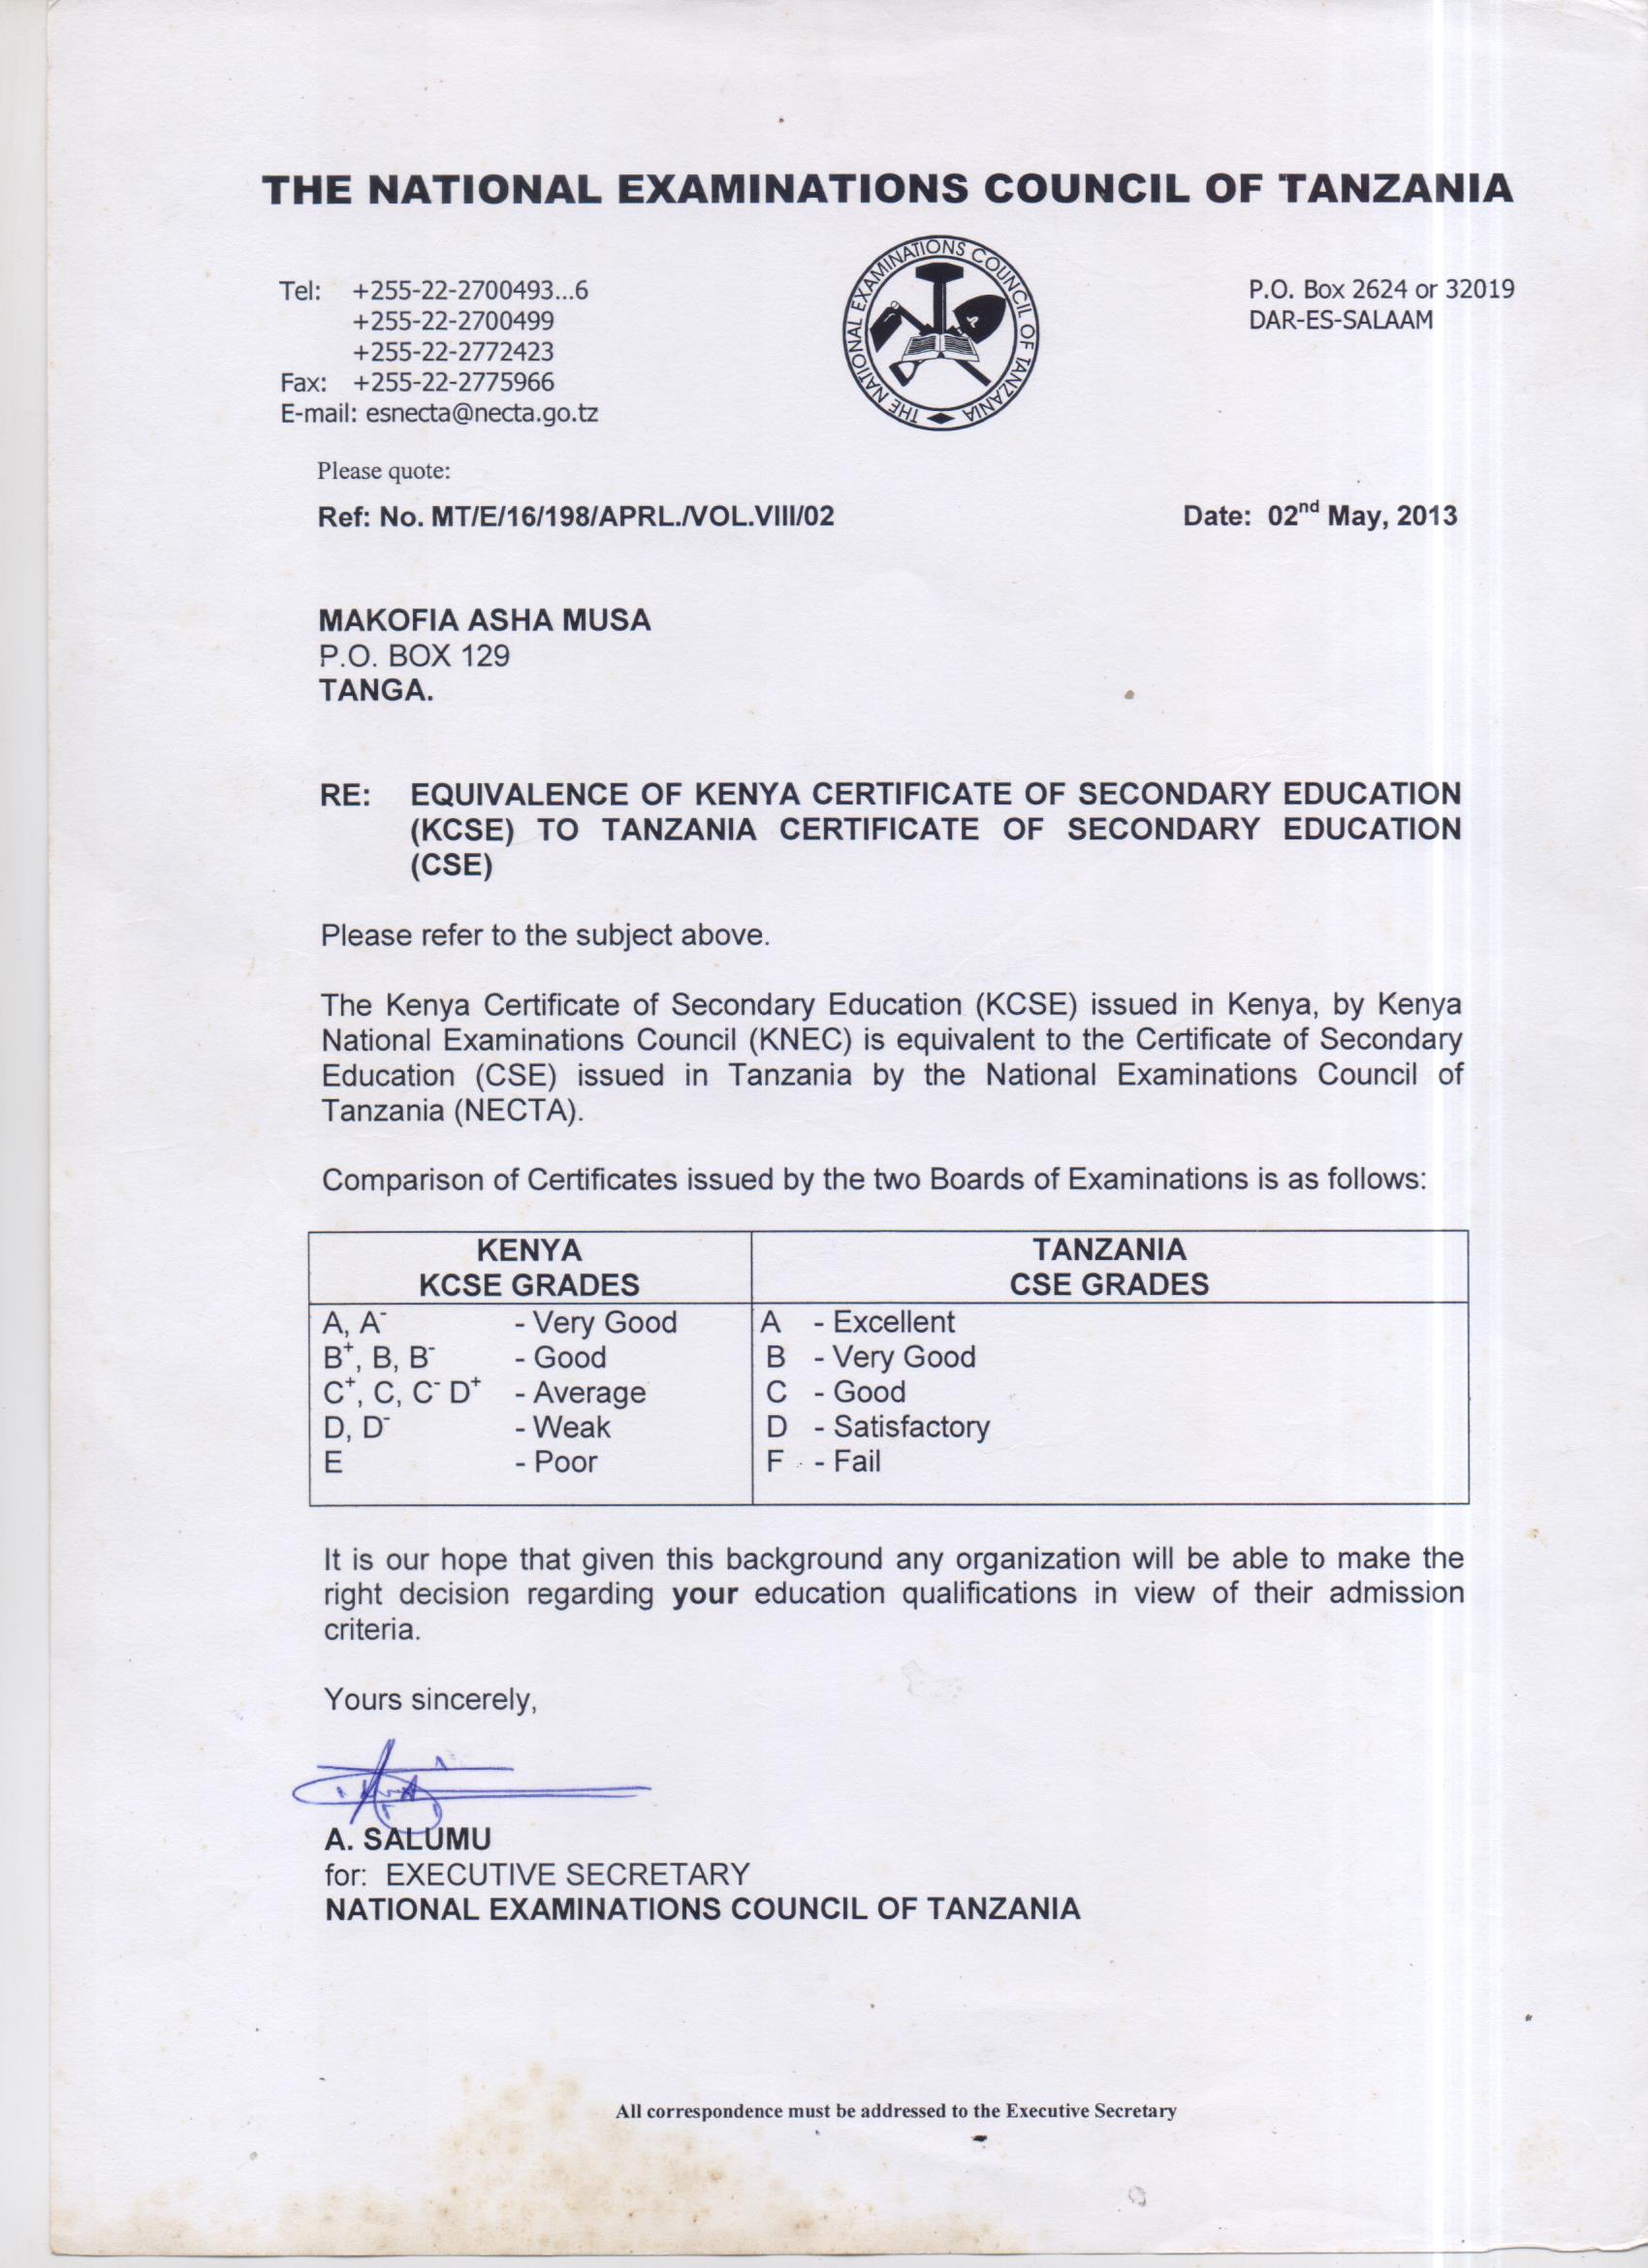 THE NATIONAL EXAMINATIONS COUNCIL OF TANZANIA
Tel: +255-22-2700493...6
+255-22-2700499
+255-22-2772423
Fax: +255-22-2775966
E-mail: esnecta@necta.go.tz
THE NATIONAL EXAMINATIONS COUNCIL OF TANZANIA
P.O. Box 2624 or 32019
DAR-ES-SALAAM
Please quote:
Ref: No. MT/E/16/198/APRL./VOL.VIII/02 Date: 02nd May, 2013
MAKOFIA ASHA MUSA
P.O. BOX 129
TANGA.
RE: EQUIVALENCE OF KENYA CERTIFICATE OF SECONDARY EDUCATION
(KCSE) TO TANZANIA CERTIFICATE OF SECONDARY EDUCATION
(CSE)
Please refer to the subject above.
The Kenya Certificate of Secondary Education (KCSE) issued in Kenya, by Kenya
National Examinations Council (KNEC) is equivalent to the Certificate of Secondary
Education (CSE) issued in Tanzania by the National Examinations Council of
Tanzania (NECTA).
Comparison of Certificates issued by the two Boards of Examinations is as follows:
KENYA TANZANIA
KCSE GRADES CSE GRADES
A, A- - Very Good A - Excellent
B+, B, B- - Good B - Very Good
C+, C, C- D+ - Average C - Good
D, D- - Weak D - Satisfactory
E - Poor F - Fail
It is our hope that given this background any organization will be able to make the
right decision regarding your education qualifications in view of their admission
criteria.
Yours sincerely,
A. SALUMU
for: EXECUTIVE SECRETARY
NATIONAL EXAMINATIONS COUNCIL OF TANZANIA
All correspondence must be addressed to the Executive Secretary